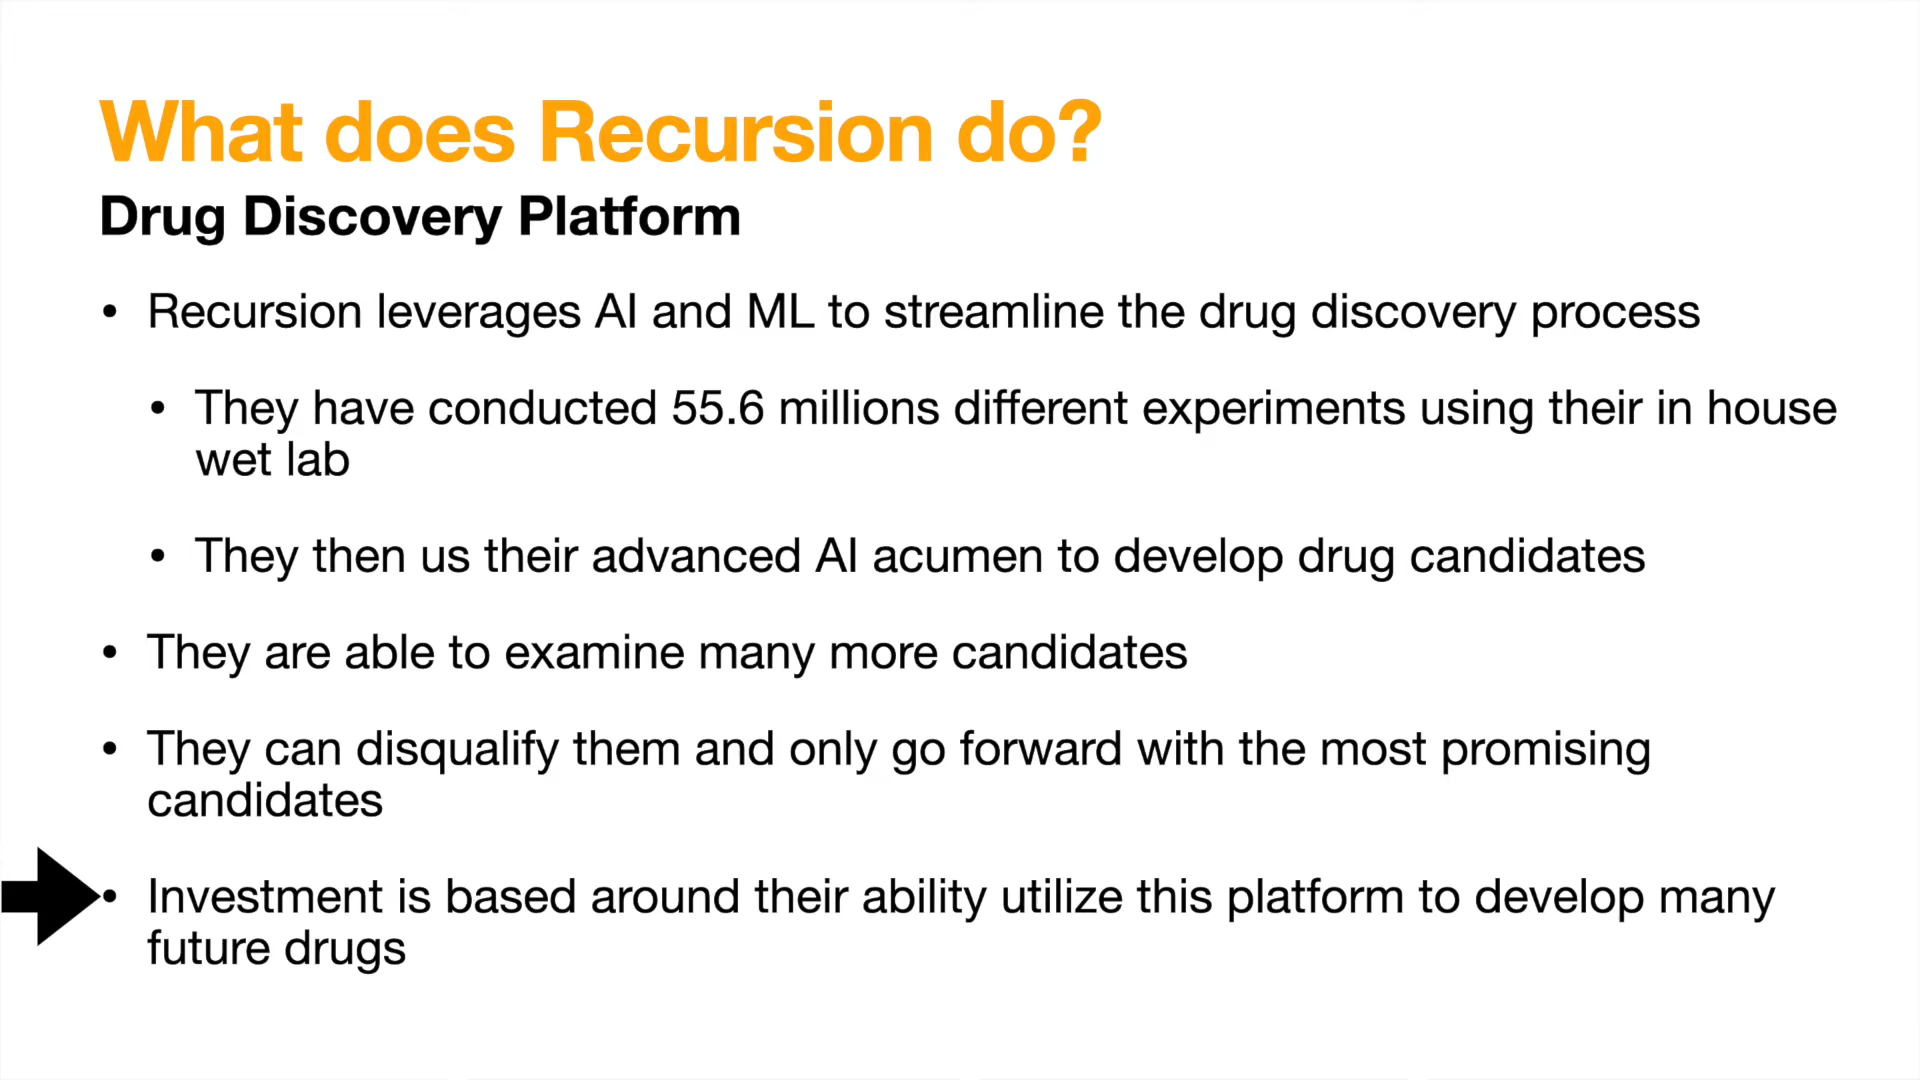 What does Recursion do?
Drug Discovery Platform
• Recursion leverages AI and ML to streamline the drug discovery process
• They have conducted 55.6 millions different experiments using their in house
wet lab
• They then us their advanced AI acumen to develop drug candidates
• They are able to examine many more candidates
• They can disqualify them and only go forward with the most promising
candidates
• Investment is based around their ability utilize this platform to develop many
future drugs